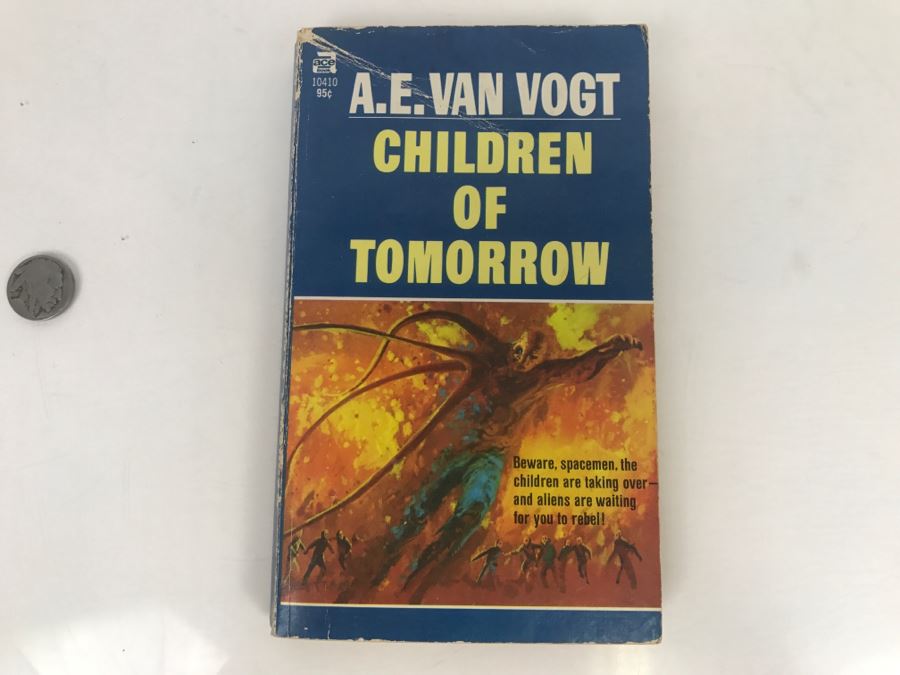 ace
10410
95¢
A.E. VAN VOGT
CHILDREN
OF
TOMORROW
Beware, spacemen, the
children are taking over—
and aliens are waiting
for you to rebel!